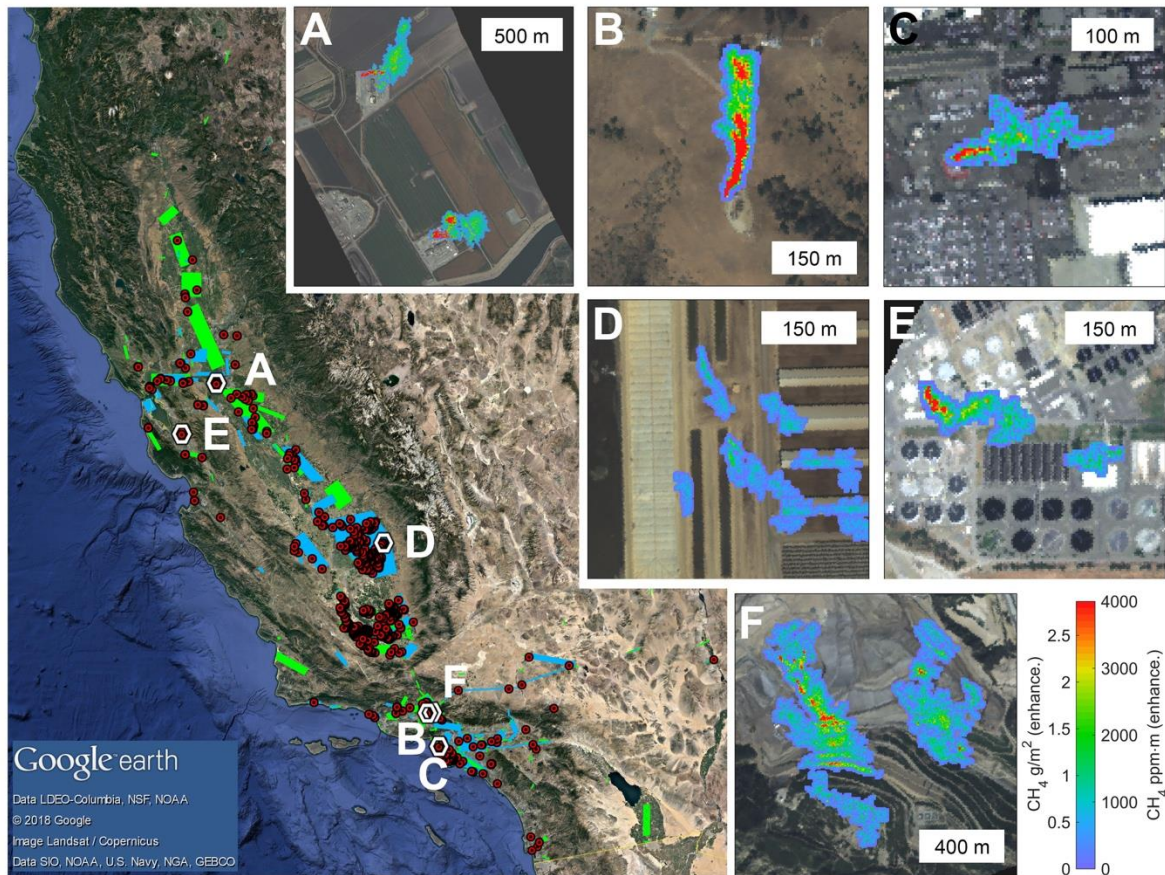 A
500 m
B
150 m
C
100 m
D
150 m
E
150 m
F
400 m
A
E
D
F
B
C
Google earth
Data LDEO-Columbia, NSF, NOAA
© 2018 Google
Image Landsat / Copernicus
Data SIO, NOAA, U.S. Navy, NGA, GEBCO
CH₄ g/m² (enhance.)
2.5
2
1.5
1
0.5
0
CH₄ ppm·m (enhance.)
4000
3000
2000
1000
0